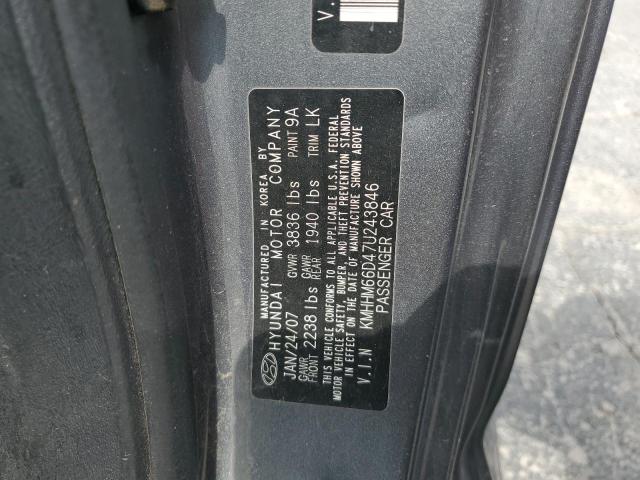 MANUFACTURED IN KOREA BY
HYUNDAI MOTOR COMPANY
JAN/24/07 GVWR 3836 lbs PAINT 9A
GAWR FRONT 2238 lbs GAWR REAR 1940 lbs TRIM LK
THIS VEHICLE CONFORMS TO ALL APPLICABLE U.S.A. FEDERAL
MOTOR VEHICLE SAFETY, BUMPER, AND THEFT PREVENTION STANDARDS
IN EFFECT ON THE DATE OF MANUFACTURE SHOWN ABOVE
V.I.N KMHHM66D47U243846
PASSENGER CAR
V.